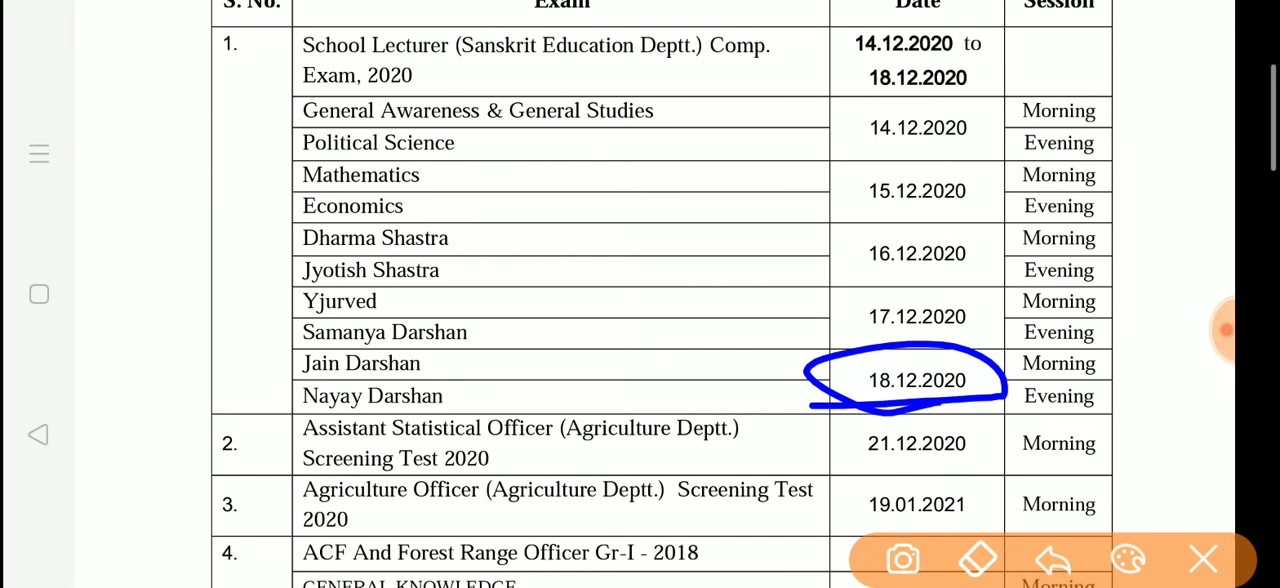 S. No. Exam Date Session
1. School Lecturer (Sanskrit Education Deptt.) Comp. Exam, 2020 14.12.2020 to 18.12.2020
General Awareness & General Studies 14.12.2020 Morning
Political Science Evening
Mathematics 15.12.2020 Morning
Economics Evening
Dharma Shastra 16.12.2020 Morning
Jyotish Shastra Evening
Yjurved 17.12.2020 Morning
Samanya Darshan Evening
Jain Darshan 18.12.2020 Morning
Nayay Darshan Evening
2. Assistant Statistical Officer (Agriculture Deptt.) Screening Test 2020 21.12.2020 Morning
3. Agriculture Officer (Agriculture Deptt.) Screening Test 2020 19.01.2021 Morning
4. ACF And Forest Range Officer Gr-I - 2018
GENERAL KNOWLEDGE Morning